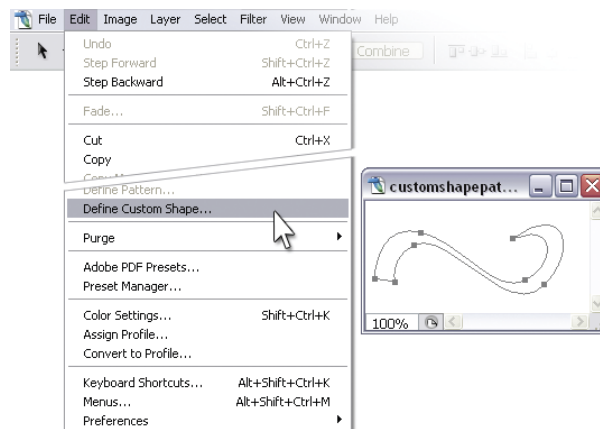 File Edit Image Layer Select Filter View Window Help
Undo Ctrl+Z
Combine
Step Forward Shift+Ctrl+Z
Step Backward Alt+Ctrl+Z
Fade... Shift+Ctrl+F
Cut Ctrl+X
Copy
Define Pattern...
customshapepat...
Define Custom Shape...
Purge
Adobe PDF Presets...
Preset Manager...
Color Settings... Shift+Ctrl+K
100%
Assign Profile...
Convert to Profile...
Keyboard Shortcuts... Alt+Shift+Ctrl+K
Menus... Alt+Shift+Ctrl+M
Preferences